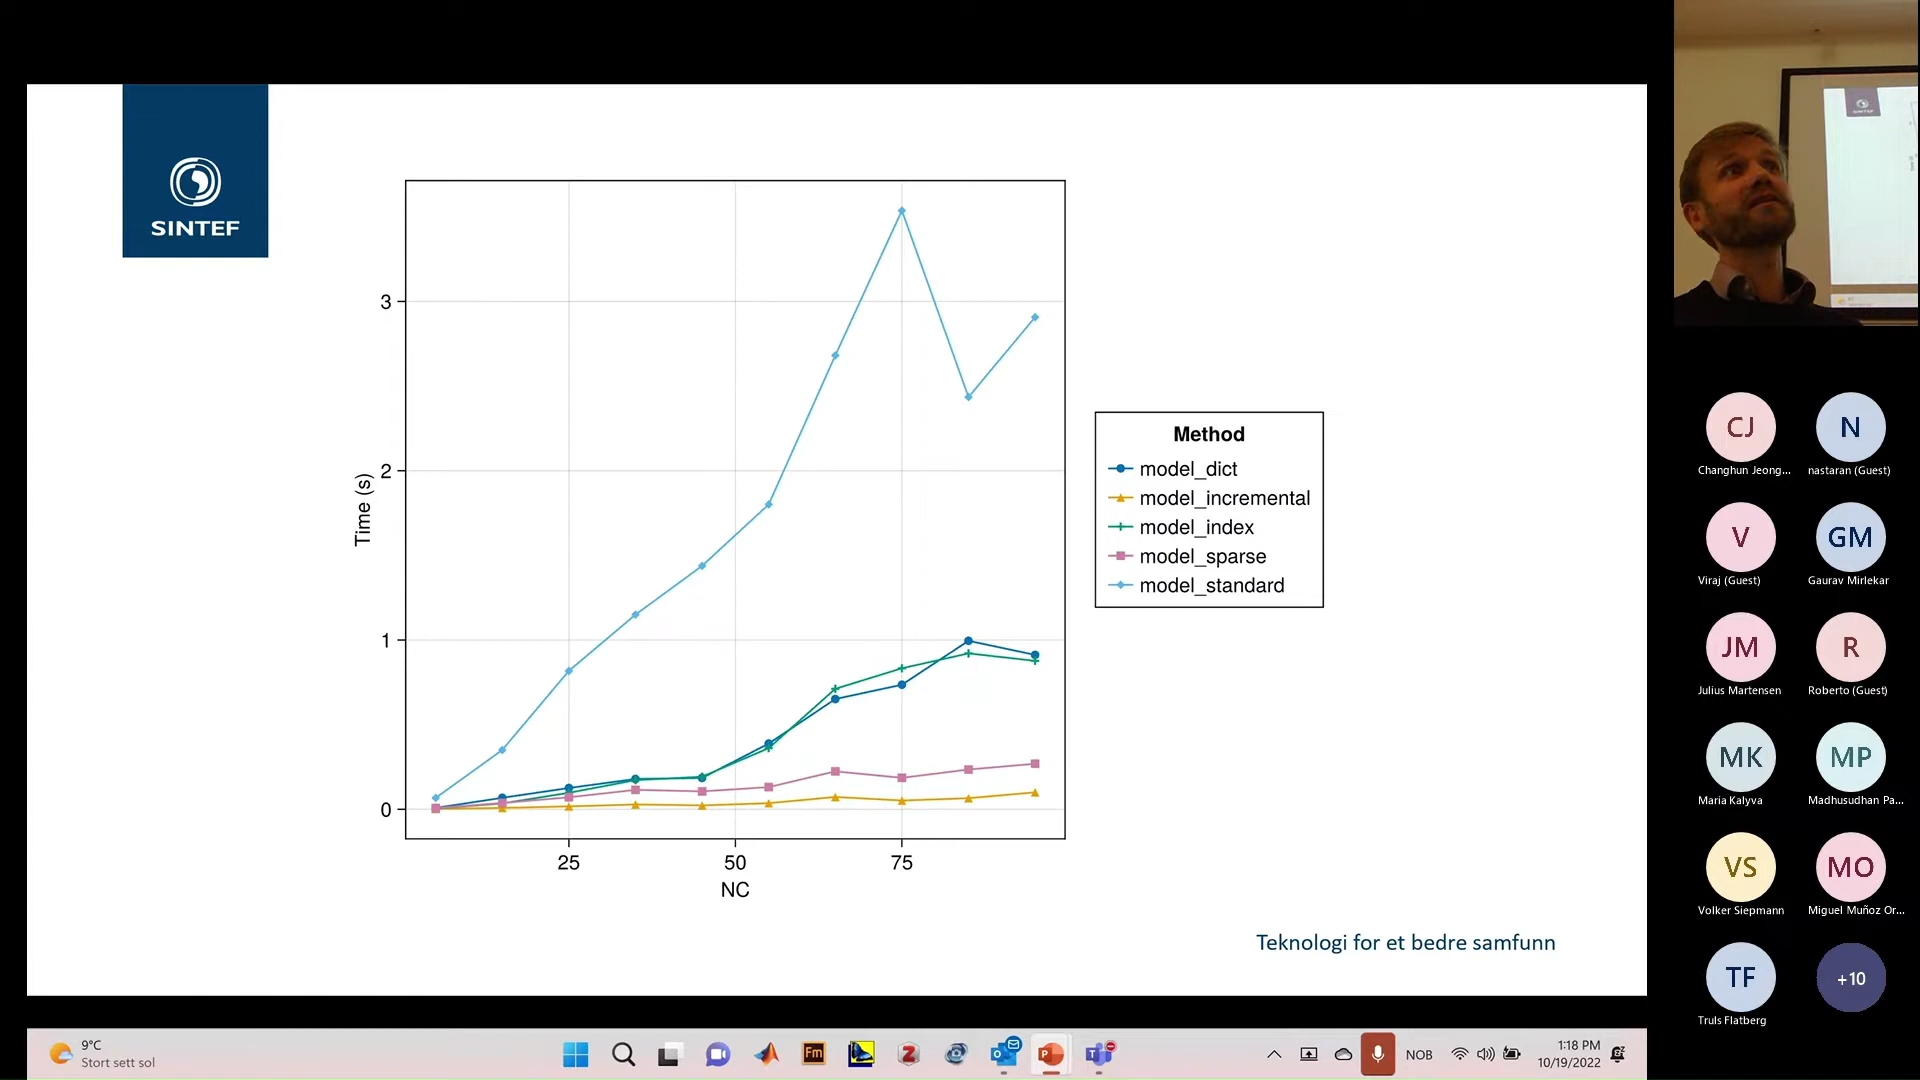 SINTEF
3
2
1
0
Time (s)
25
50
75
NC
Method
model_dict
model_incremental
model_index
model_sparse
model_standard
Teknologi for et bedre samfunn
CJ
N
Changhun Jeong...
nastaran (Guest)
V
GM
Viraj (Guest)
Gaurav Mirlekar
JM
R
Julius Martensen
Roberto (Guest)
MK
MP
Maria Kalyva
Madhusudhan Pa...
VS
MO
Volker Siepmann
Miguel Muñoz Or...
TF
+10
Truls Flatberg
9°C
Stort sett sol
Fm
Z
P
T
NOB
1:18 PM
10/19/2022